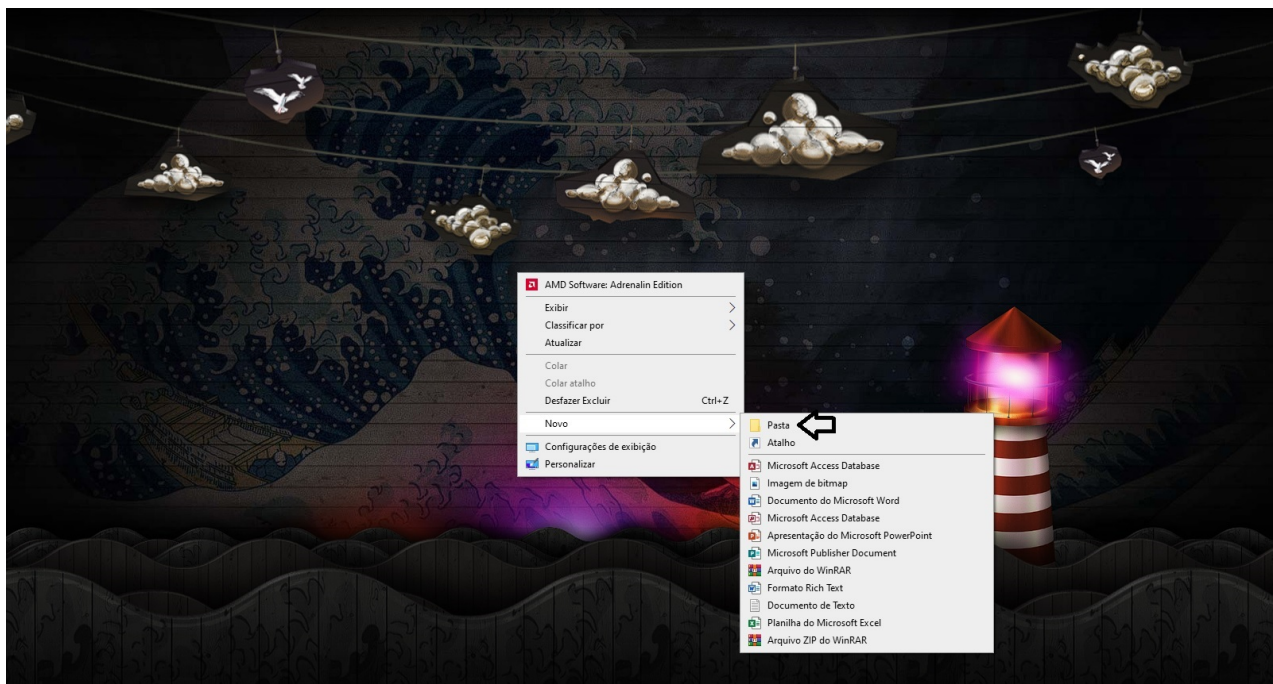 AMD Software: Adrenalin Edition
Exibir
Classificar por
Atualizar
Colar
Colar atalho
Desfazer Excluir Ctrl+Z
Novo
Configurações de exibição
Personalizar
Pasta
Atalho
Microsoft Access Database
Imagem de bitmap
Documento do Microsoft Word
Microsoft Access Database
Apresentação do Microsoft PowerPoint
Microsoft Publisher Document
Arquivo do WinRAR
Formato Rich Text
Documento de Texto
Planilha do Microsoft Excel
Arquivo ZIP do WinRAR